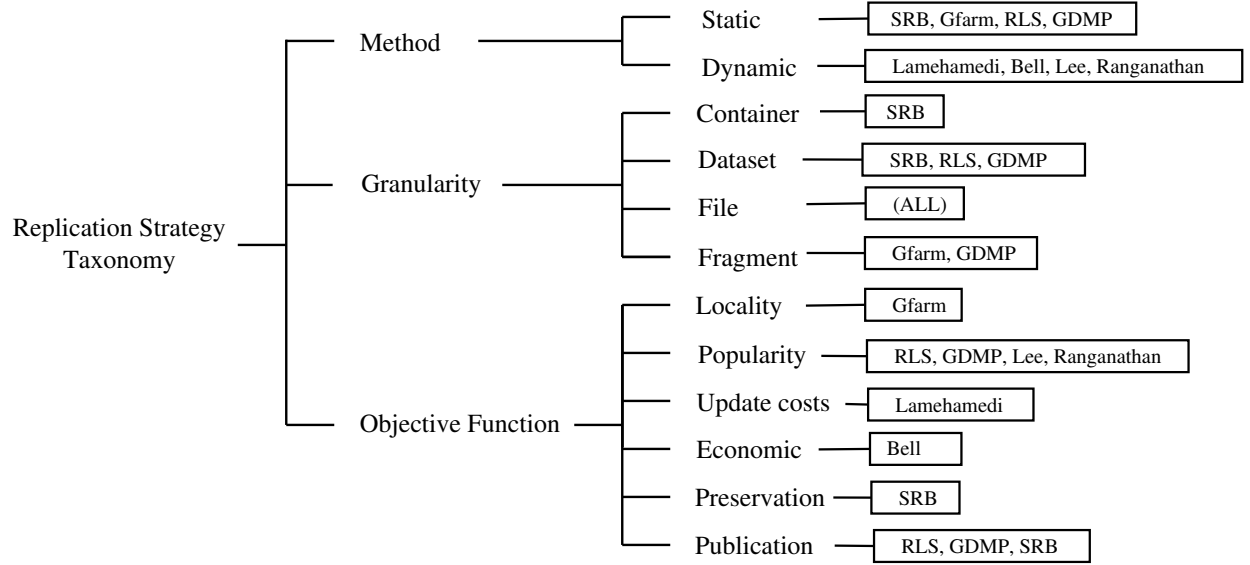 Replication Strategy
Taxonomy
Method
Static
SRB, Gfarm, RLS, GDMP
Dynamic
Lamehamedi, Bell, Lee, Ranganathan
Granularity
Container
SRB
Dataset
SRB, RLS, GDMP
File
(ALL)
Fragment
Gfarm, GDMP
Objective Function
Locality
Gfarm
Popularity
RLS, GDMP, Lee, Ranganathan
Update costs
Lamehamedi
Economic
Bell
Preservation
SRB
Publication
RLS, GDMP, SRB